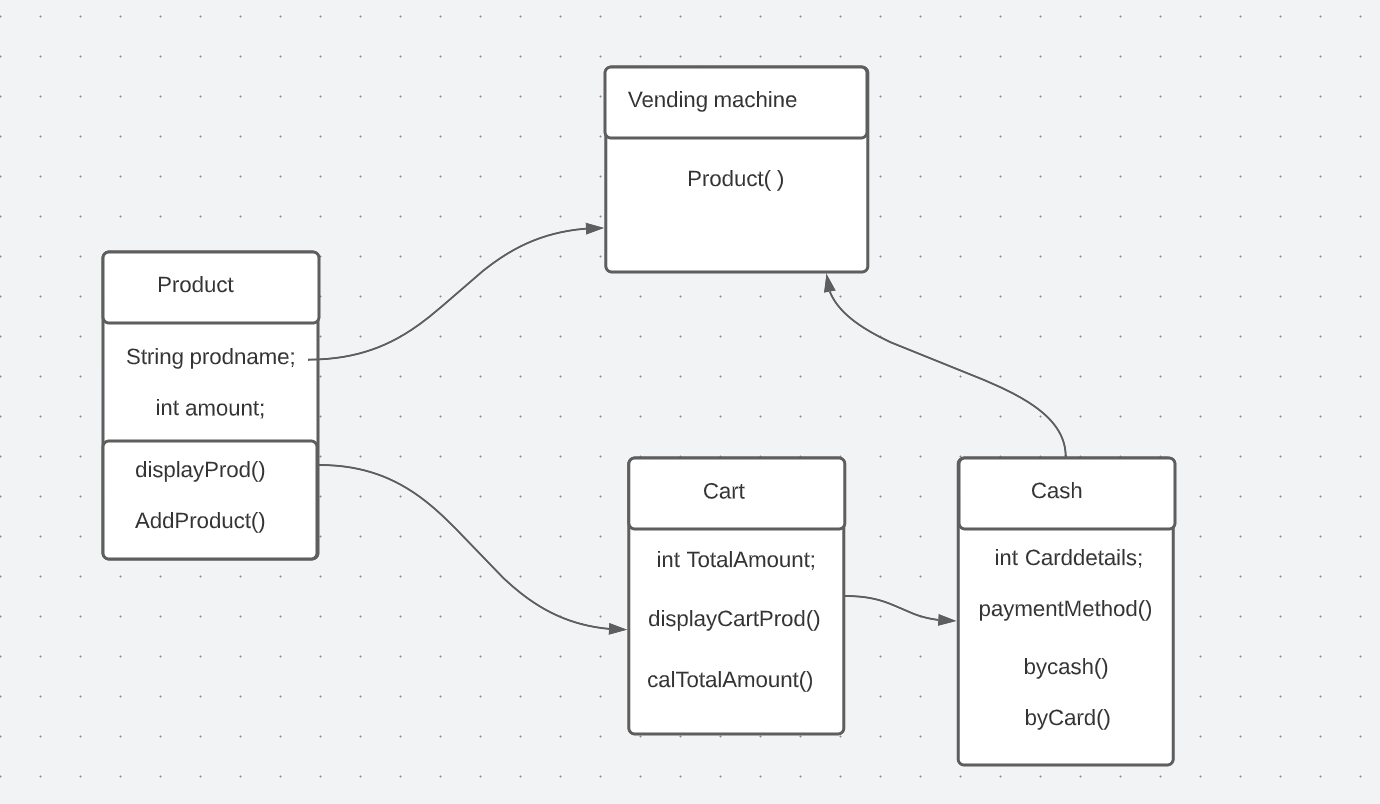 Vending machine
Product( )
Product
String prodname;
int amount;
displayProd()
AddProduct()
Cart
int TotalAmount;
displayCartProd()
calTotalAmount()
Cash
int Carddetails;
paymentMethod()
bycash()
byCard()